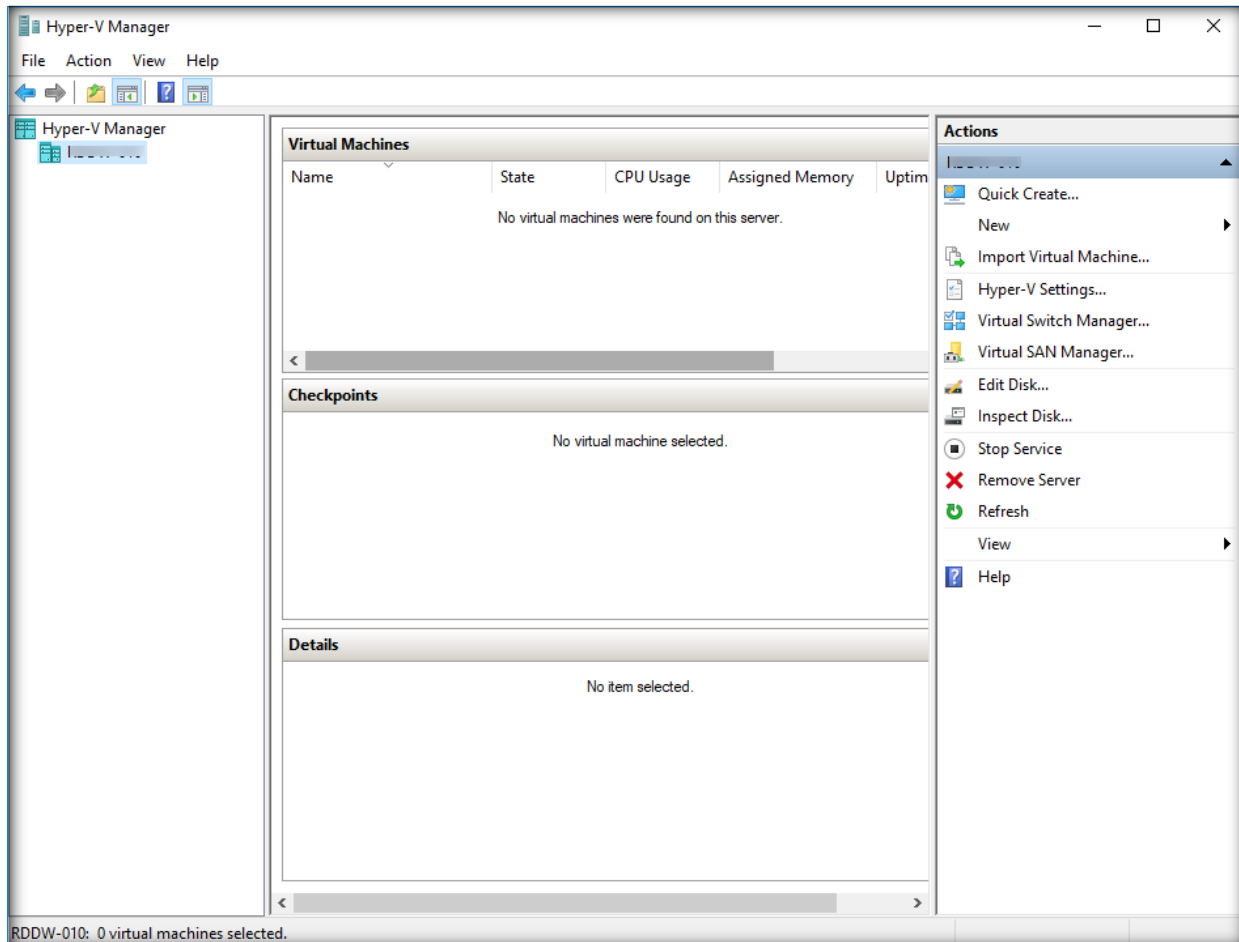 Hyper-V Manager
File Action View Help
Hyper-V Manager
Virtual Machines
Name State CPU Usage Assigned Memory Uptim
No virtual machines were found on this server.
Checkpoints
No virtual machine selected.
Details
No item selected.
Actions
Quick Create...
New
Import Virtual Machine...
Hyper-V Settings...
Virtual Switch Manager...
Virtual SAN Manager...
Edit Disk...
Inspect Disk...
Stop Service
Remove Server
Refresh
View
Help
RDDW-010: 0 virtual machines selected.